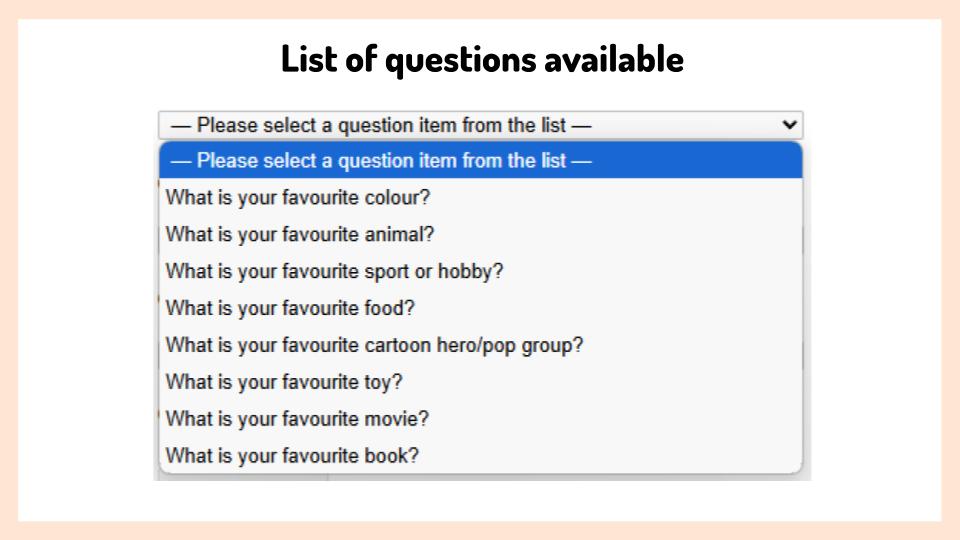 List of questions available
— Please select a question item from the list —
— Please select a question item from the list —
What is your favourite colour?
What is your favourite animal?
What is your favourite sport or hobby?
What is your favourite food?
What is your favourite cartoon hero/pop group?
What is your favourite toy?
What is your favourite movie?
What is your favourite book?